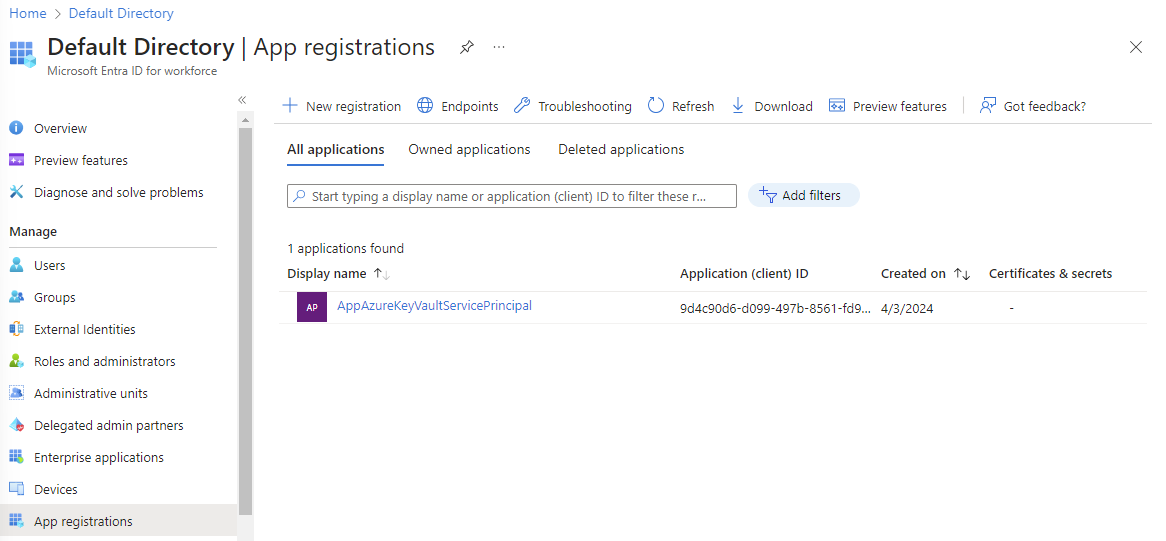 Home > Default Directory
Default Directory | App registrations
Microsoft Entra ID for workforce
Overview
Preview features
Diagnose and solve problems
Manage
Users
Groups
External Identities
Roles and administrators
Administrative units
Delegated admin partners
Enterprise applications
Devices
App registrations
New registration Endpoints Troubleshooting Refresh Download Preview features Got feedback?
All applications Owned applications Deleted applications
Start typing a display name or application (client) ID to filter these r... Add filters
1 applications found
Display name Application (client) ID Created on Certificates & secrets
AP AppAzureKeyVaultServicePrincipal 9d4c90d6-d099-497b-8561-fd9... 4/3/2024 -